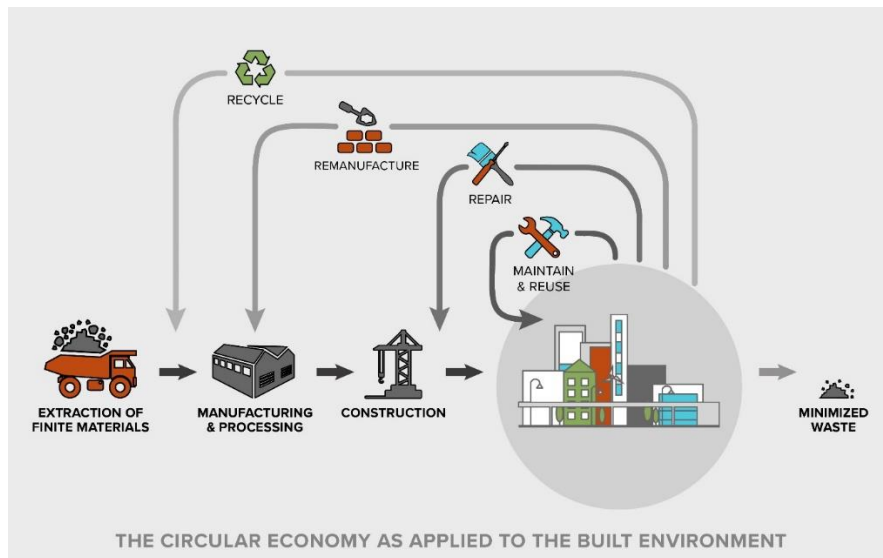 RECYCLE
REMANUFACTURE
REPAIR
MAINTAIN
& REUSE
EXTRACTION OF
FINITE MATERIALS
MANUFACTURING
& PROCESSING
CONSTRUCTION
MINIMIZED
WASTE
THE CIRCULAR ECONOMY AS APPLIED TO THE BUILT ENVIRONMENT